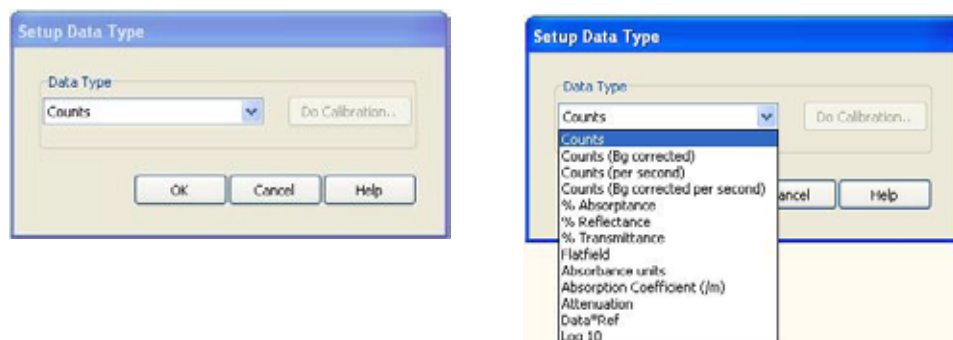 Setup Data Type
Data Type
Counts
Do Calibration..
OK
Cancel
Help
Setup Data Type
Data Type
Counts
Do Calibration..
Counts
Counts (Bg corrected)
Counts (per second)
Counts (Bg corrected per second)
% Absorptance
% Reflectance
% Transmittance
Flatfield
Absorbance units
Absorption Coefficient (/m)
Attenuation
Data*Ref
Log 10
ancel
Help